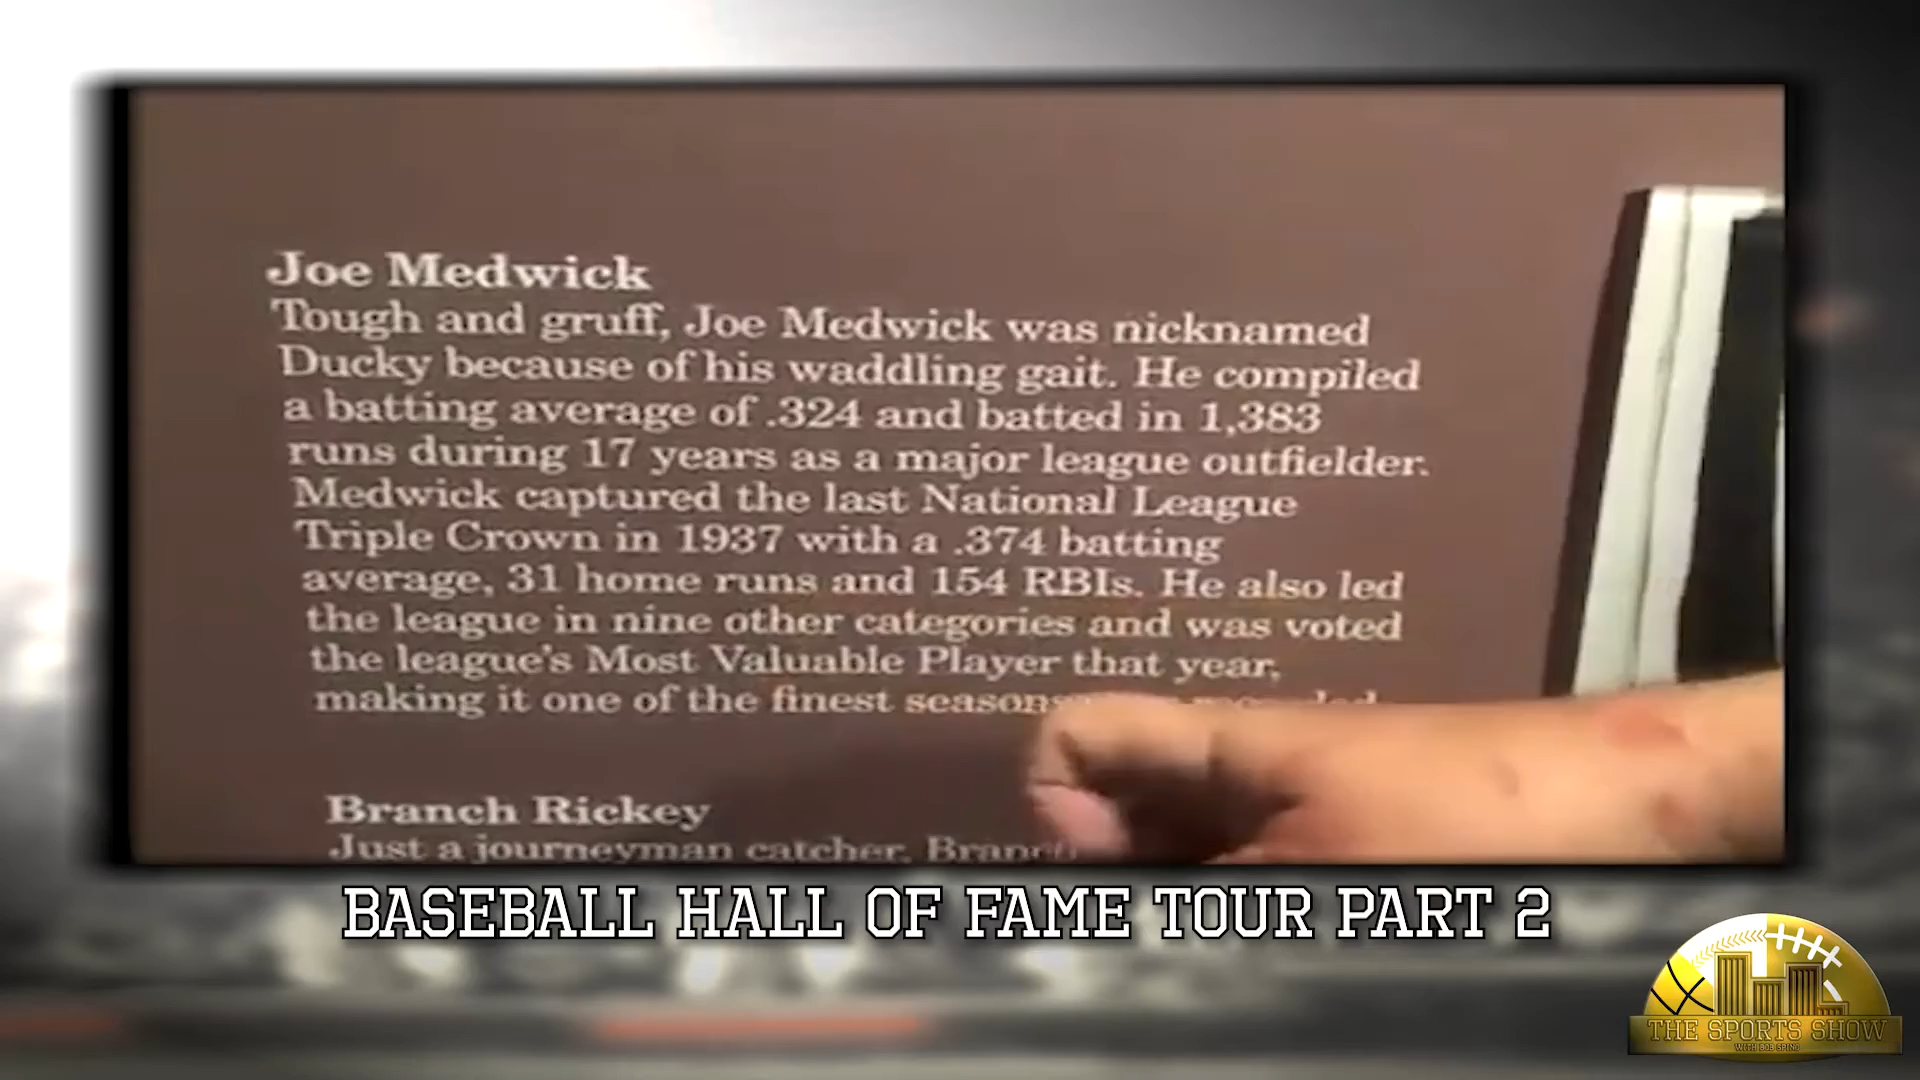 Joe Medwick
Tough and gruff, Joe Medwick was nicknamed
Ducky because of his waddling gait. He compiled
a batting average of .324 and batted in 1,383
runs during 17 years as a major league outfielder.
Medwick captured the last National League
Triple Crown in 1937 with a .374 batting
average, 31 home runs and 154 RBIs. He also led
the league in nine other categories and was voted
the league's Most Valuable Player that year,
making it one of the finest seasons
Branch Rickey
Just a journeyman catcher, Branch
BASEBALL HALL OF FAME TOUR PART 2
THE SPORTS SHOW